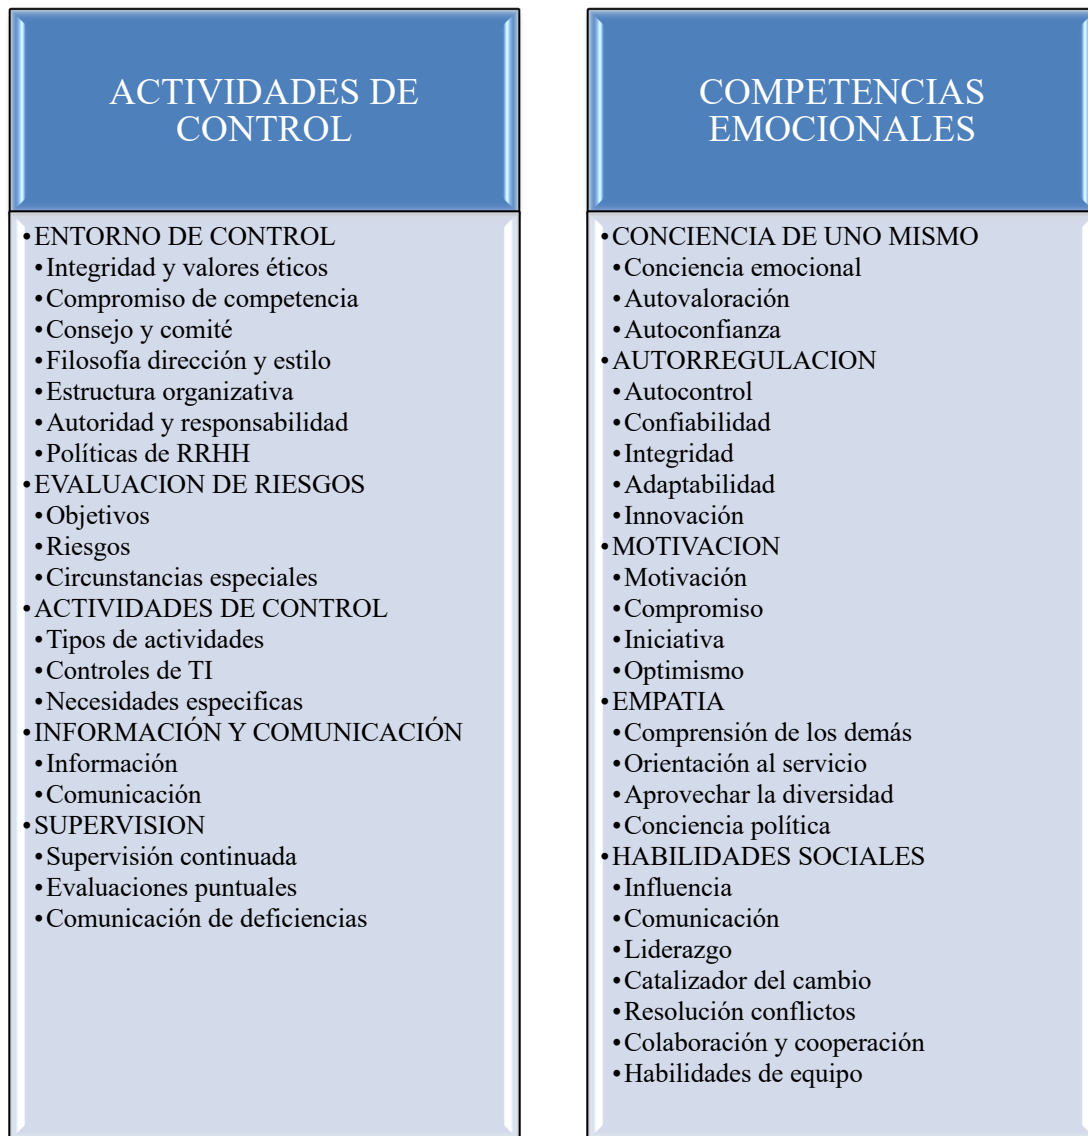 ACTIVIDADES DE
CONTROL
•ENTORNO DE CONTROL
•Integridad y valores éticos
•Compromiso de competencia
•Consejo y comité
•Filosofía dirección y estilo
•Estructura organizativa
•Autoridad y responsabilidad
•Políticas de RRHH
•EVALUACION DE RIESGOS
•Objetivos
•Riesgos
•Circunstancias especiales
•ACTIVIDADES DE CONTROL
•Tipos de actividades
•Controles de TI
•Necesidades especificas
•INFORMACIÓN Y COMUNICACIÓN
•Información
•Comunicación
•SUPERVISION
•Supervisión continuada
•Evaluaciones puntuales
•Comunicación de deficiencias
COMPETENCIAS
EMOCIONALES
•CONCIENCIA DE UNO MISMO
•Conciencia emocional
•Autovaloración
•Autoconfianza
•AUTORREGULACION
•Autocontrol
•Confiabilidad
•Integridad
•Adaptabilidad
•Innovación
•MOTIVACION
•Motivación
•Compromiso
•Iniciativa
•Optimismo
•EMPATIA
•Comprensión de los demás
•Orientación al servicio
•Aprovechar la diversidad
•Conciencia política
•HABILIDADES SOCIALES
•Influencia
•Comunicación
•Liderazgo
•Catalizador del cambio
•Resolución conflictos
•Colaboración y cooperación
•Habilidades de equipo